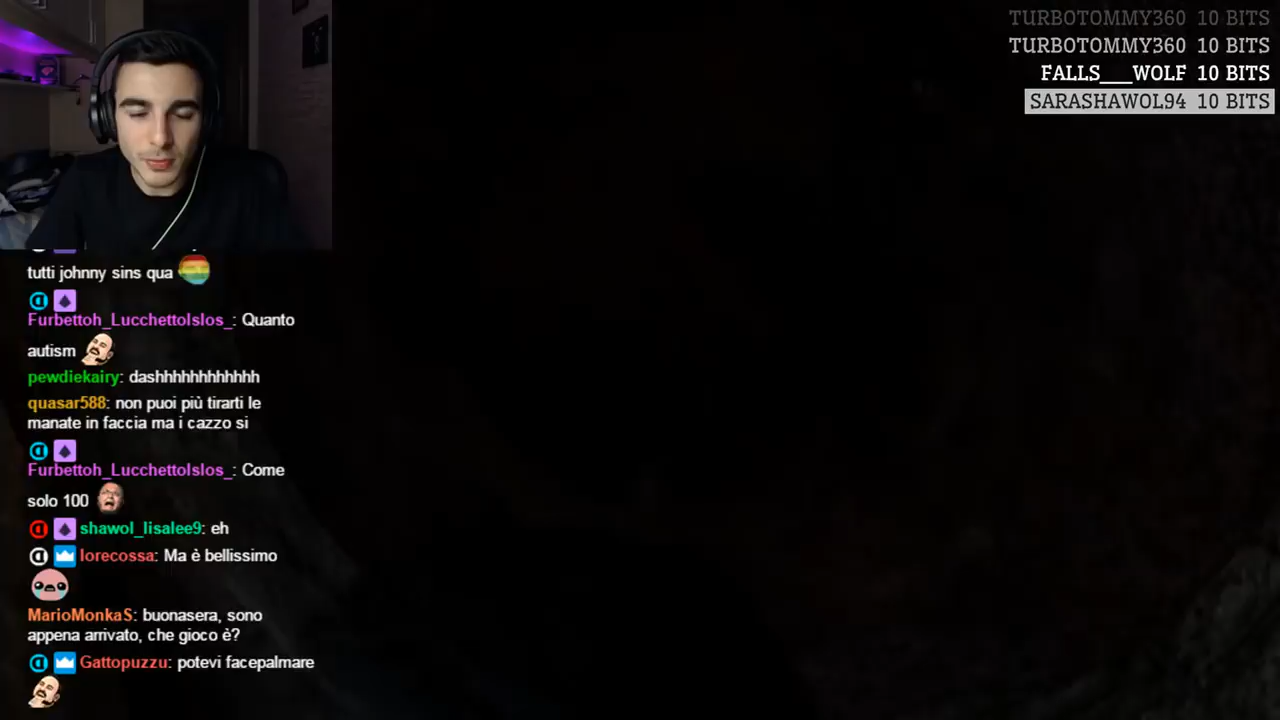 TURBOTOMMY360 10 BITS
TURBOTOMMY360 10 BITS
FALLS___WOLF 10 BITS
SARASHAWOL94 10 BITS
tutti johnny sins qua
Furbettoh_LucchettoIslos_: Quanto
autism
pewdiekairy: dashhhhhhhhhhhh
quasar588: non puoi più tirarti le
manate in faccia ma i cazzo si
Furbettoh_LucchettoIslos_: Come
solo 100
shawol_lisalee9: eh
lorecossa: Ma è bellissimo
MarioMonkaS: buonasera, sono
appena arrivato, che gioco è?
Gattopuzzu: potevi facepalmare